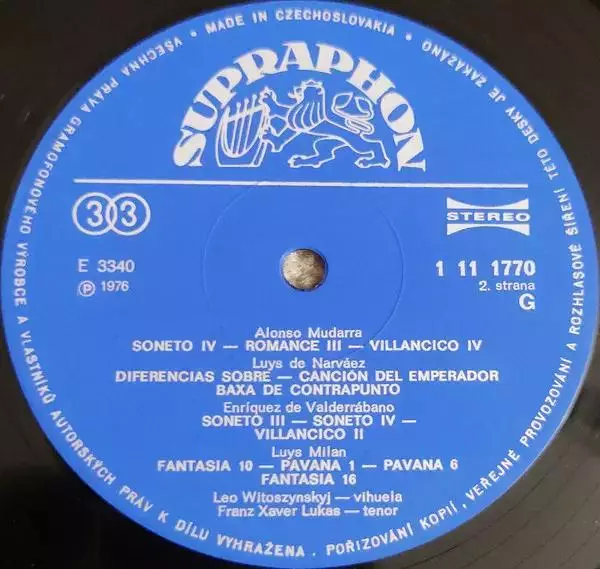 MADE IN CZECHOSLOVAKIA • VŠECHNA PRÁVA GRAMOFONOVÉHO VÝROBCE A VLASTNÍKŮ AUTORSKÝCH PRÁV K DÍLU VYHRAŽENA. POŘIZOVÁNÍ KOPIÍ, VEŘEJNÉ PROVOZOVÁNÍ A ROZHLASOVÉ ŠÍŘENÍ TÉTO DESKY JE ZAKÁZÁNO •
SUPRAPHON
33
STEREO
E 3340
Ⓟ 1976
1 11 1770
2. strana
G
Alonso Mudarra
SONETO IV — ROMANCE III — VILLANCICO IV
Luys de Narváez
DIFERENCIAS SOBRE — CANCIÓN DEL EMPERADOR
BAXA DE CONTRAPUNTO
Enríquez de Valderrábano
SONETO III — SONETO IV —
VILLANCICO II
Luys Milan
FANTASIA 10 — PAVANA 1 — PAVANA 6
FANTASIA 16
Leo Witoszynskyj — vihuela
Franz Xaver Lukas — tenor